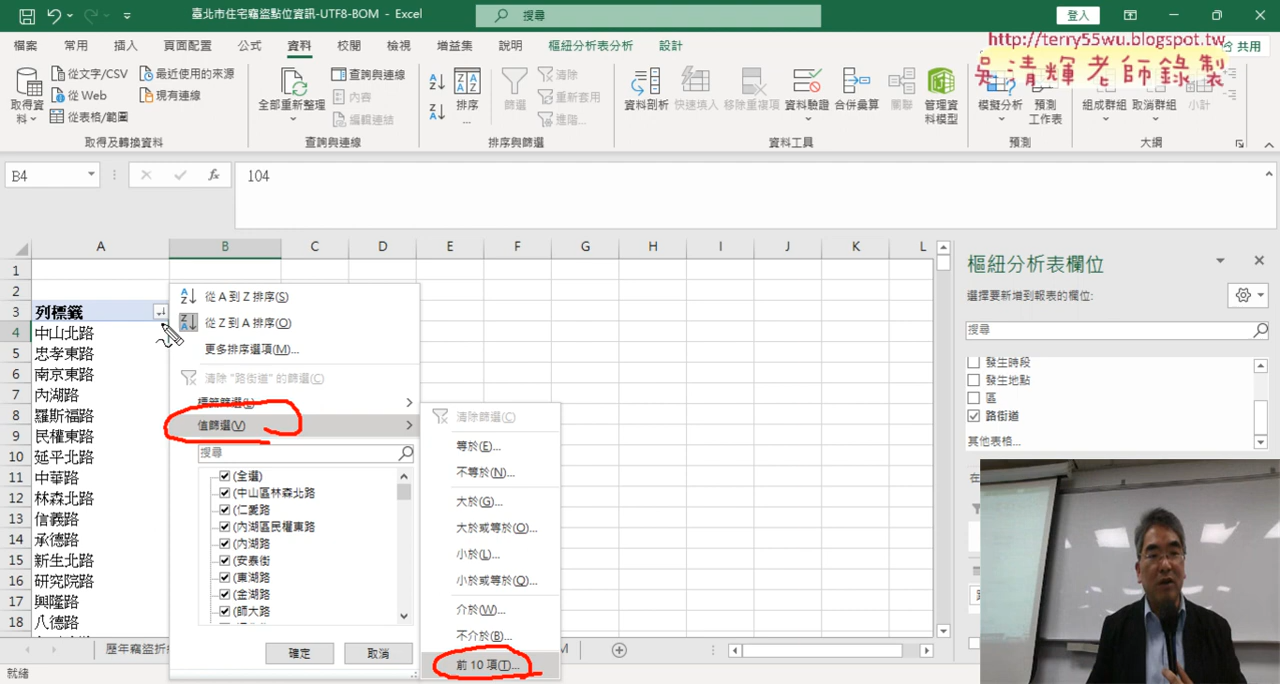 臺北市住宅竊盜點位資訊-UTF8-BOM - Excel
搜尋
登入
檔案 常用 插入 頁面配置 公式 資料 校閱 檢視 增益集 說明 樞紐分析表分析 設計
http://terry55wu.blogspot.tw
共用
吳清輝老師錄製
取得資料
從文字/CSV
從 Web
從表格/範圍
最近使用的來源
現有連線
取得及轉換資料
全部重新整理
查詢與連線
內容
編輯連結
查詢與連線
排序
篩選
清除
重新套用
進階...
排序與篩選
資料剖析
快速填入
移除重複項
資料驗證
合併彙算
關聯圖
管理資料模型
資料工具
模擬分析
預測工作表
預測
組成群組
取消群組
小計
大綱
B4
fx
104
A B C D E F G H I J K L
1
2
3 列標籤
4 中山北路
5 忠孝東路
6 南京東路
7 內湖路
8 羅斯福路
9 民權東路
10 延平北路
11 中華路
12 林森北路
13 信義路
14 承德路
15 新生北路
16 研究院路
17 興隆路
18 八德路
從 A 到 Z 排序(S)
從 Z 到 A 排序(O)
更多排序選項(M)...
清除 "路街道" 的篩選(C)
標籤篩選(L)
值篩選(V)
搜尋
(全選)
(中山區林森北路
(仁愛路
(內湖區民權東路
(內湖路
(安泰街
(東湖路
(金湖路
(師大路
確定
取消
清除篩選(C)
等於(E)...
不等於(N)...
大於(G)...
大於或等於(O)...
小於(L)...
小於或等於(Q)...
介於(W)...
不介於(B)...
前 10 項(T)...
樞紐分析表欄位
選擇要新增到報表的欄位:
搜尋
發生時段
發生地點
區
路街道
其他表格...
歷年竊盜折
就緒